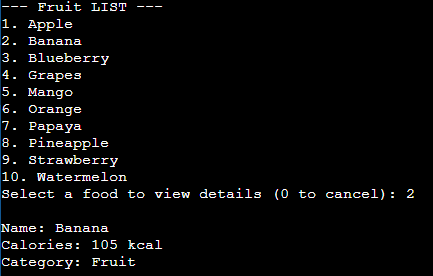 --- Fruit LIST ---
1. Apple
2. Banana
3. Blueberry
4. Grapes
5. Mango
6. Orange
7. Papaya
8. Pineapple
9. Strawberry
10. Watermelon
Select a food to view details (0 to cancel): 2
Name: Banana
Calories: 105 kcal
Category: Fruit